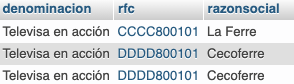 denominacion rfc razonsocial
Televisa en acción CCCC800101 La Ferre
Televisa en acción DDDD800101 Cecoferre
Televisa en acción DDDD800101 Cecoferre